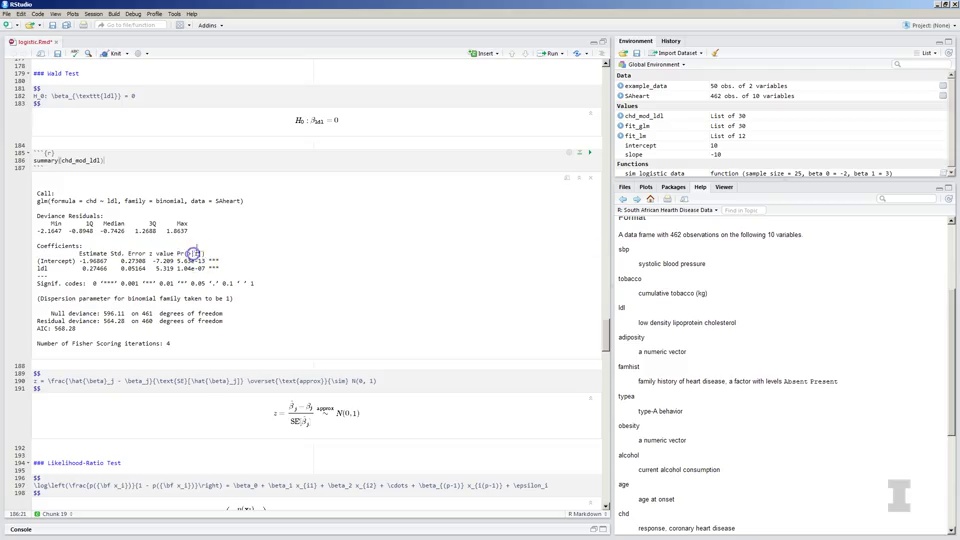 RStudio
File Edit Code View Plots Session Build Debug Profile Tools Help
Go to File/Function
Addins
Project: (None)
logistic.Rmd*
Knit
Insert
Run
177
178
179 ### Wald Test
180
181 $$
182 H_0: \beta_{\texttt{ldl}} = 0
183 $$
H0 : βldl = 0
184
185 ```{r}
186 summary(chd_mod_ldl)
187 ```
Call:
glm(formula = chd ~ ldl, family = binomial, data = SAheart)
Deviance Residuals:
Min 1Q Median 3Q Max
-2.1647 -0.8948 -0.7426 1.2688 1.8637
Coefficients:
Estimate Std. Error z value Pr(>|z|)
(Intercept) -1.96867 0.27308 -7.209 5.63e-13 ***
ldl 0.27466 0.05164 5.319 1.04e-07 ***
---
Signif. codes: 0 ‘***’ 0.001 ‘**’ 0.01 ‘*’ 0.05 ‘.’ 0.1 ‘ ’ 1
(Dispersion parameter for binomial family taken to be 1)
Null deviance: 596.11 on 461 degrees of freedom
Residual deviance: 564.28 on 460 degrees of freedom
AIC: 568.28
Number of Fisher Scoring iterations: 4
188
189 $$
190 z = \frac{\hat{\beta}_j - \beta_j}{\text{SE}[\hat{\beta}_j]} \overset{\text{approx}}{\sim} N(0, 1)
191 $$
z = (β̂j − βj) / SE[β̂j] approx ~ N(0, 1)
192
193
194 ### Likelihood-Ratio Test
195
196 $$
197 \log\left(\frac{p({\bf x_i})}{1 - p({\bf x_i})}\right) = \beta_0 + \beta_1 x_{i1} + \beta_2 x_{i2} + \cdots + \beta_{(p-1)} x_{i(p-1)} + \epsilon_i
198 $$
186:21 Chunk 19 R Markdown
Console
Environment History
Import Dataset List
Global Environment
Data
example_data 50 obs. of 2 variables
SAheart 462 obs. of 10 variables
Values
chd_mod_ldl List of 30
fit_glm List of 30
fit_lm List of 12
intercept 10
slope -10
Functions
sim_logistic_data function (sample_size = 25, beta_0 = -2, beta_1 = 3)
Files Plots Packages Help Viewer
R: South African Hearth Disease Data Find in Topic
Format
A data frame with 462 observations on the following 10 variables.
sbp
systolic blood pressure
tobacco
cumulative tobacco (kg)
ldl
low density lipoprotein cholesterol
adiposity
a numeric vector
famhist
family history of heart disease, a factor with levels Absent Present
typea
type-A behavior
obesity
a numeric vector
alcohol
current alcohol consumption
age
age at onset
chd
response, coronary heart disease
I